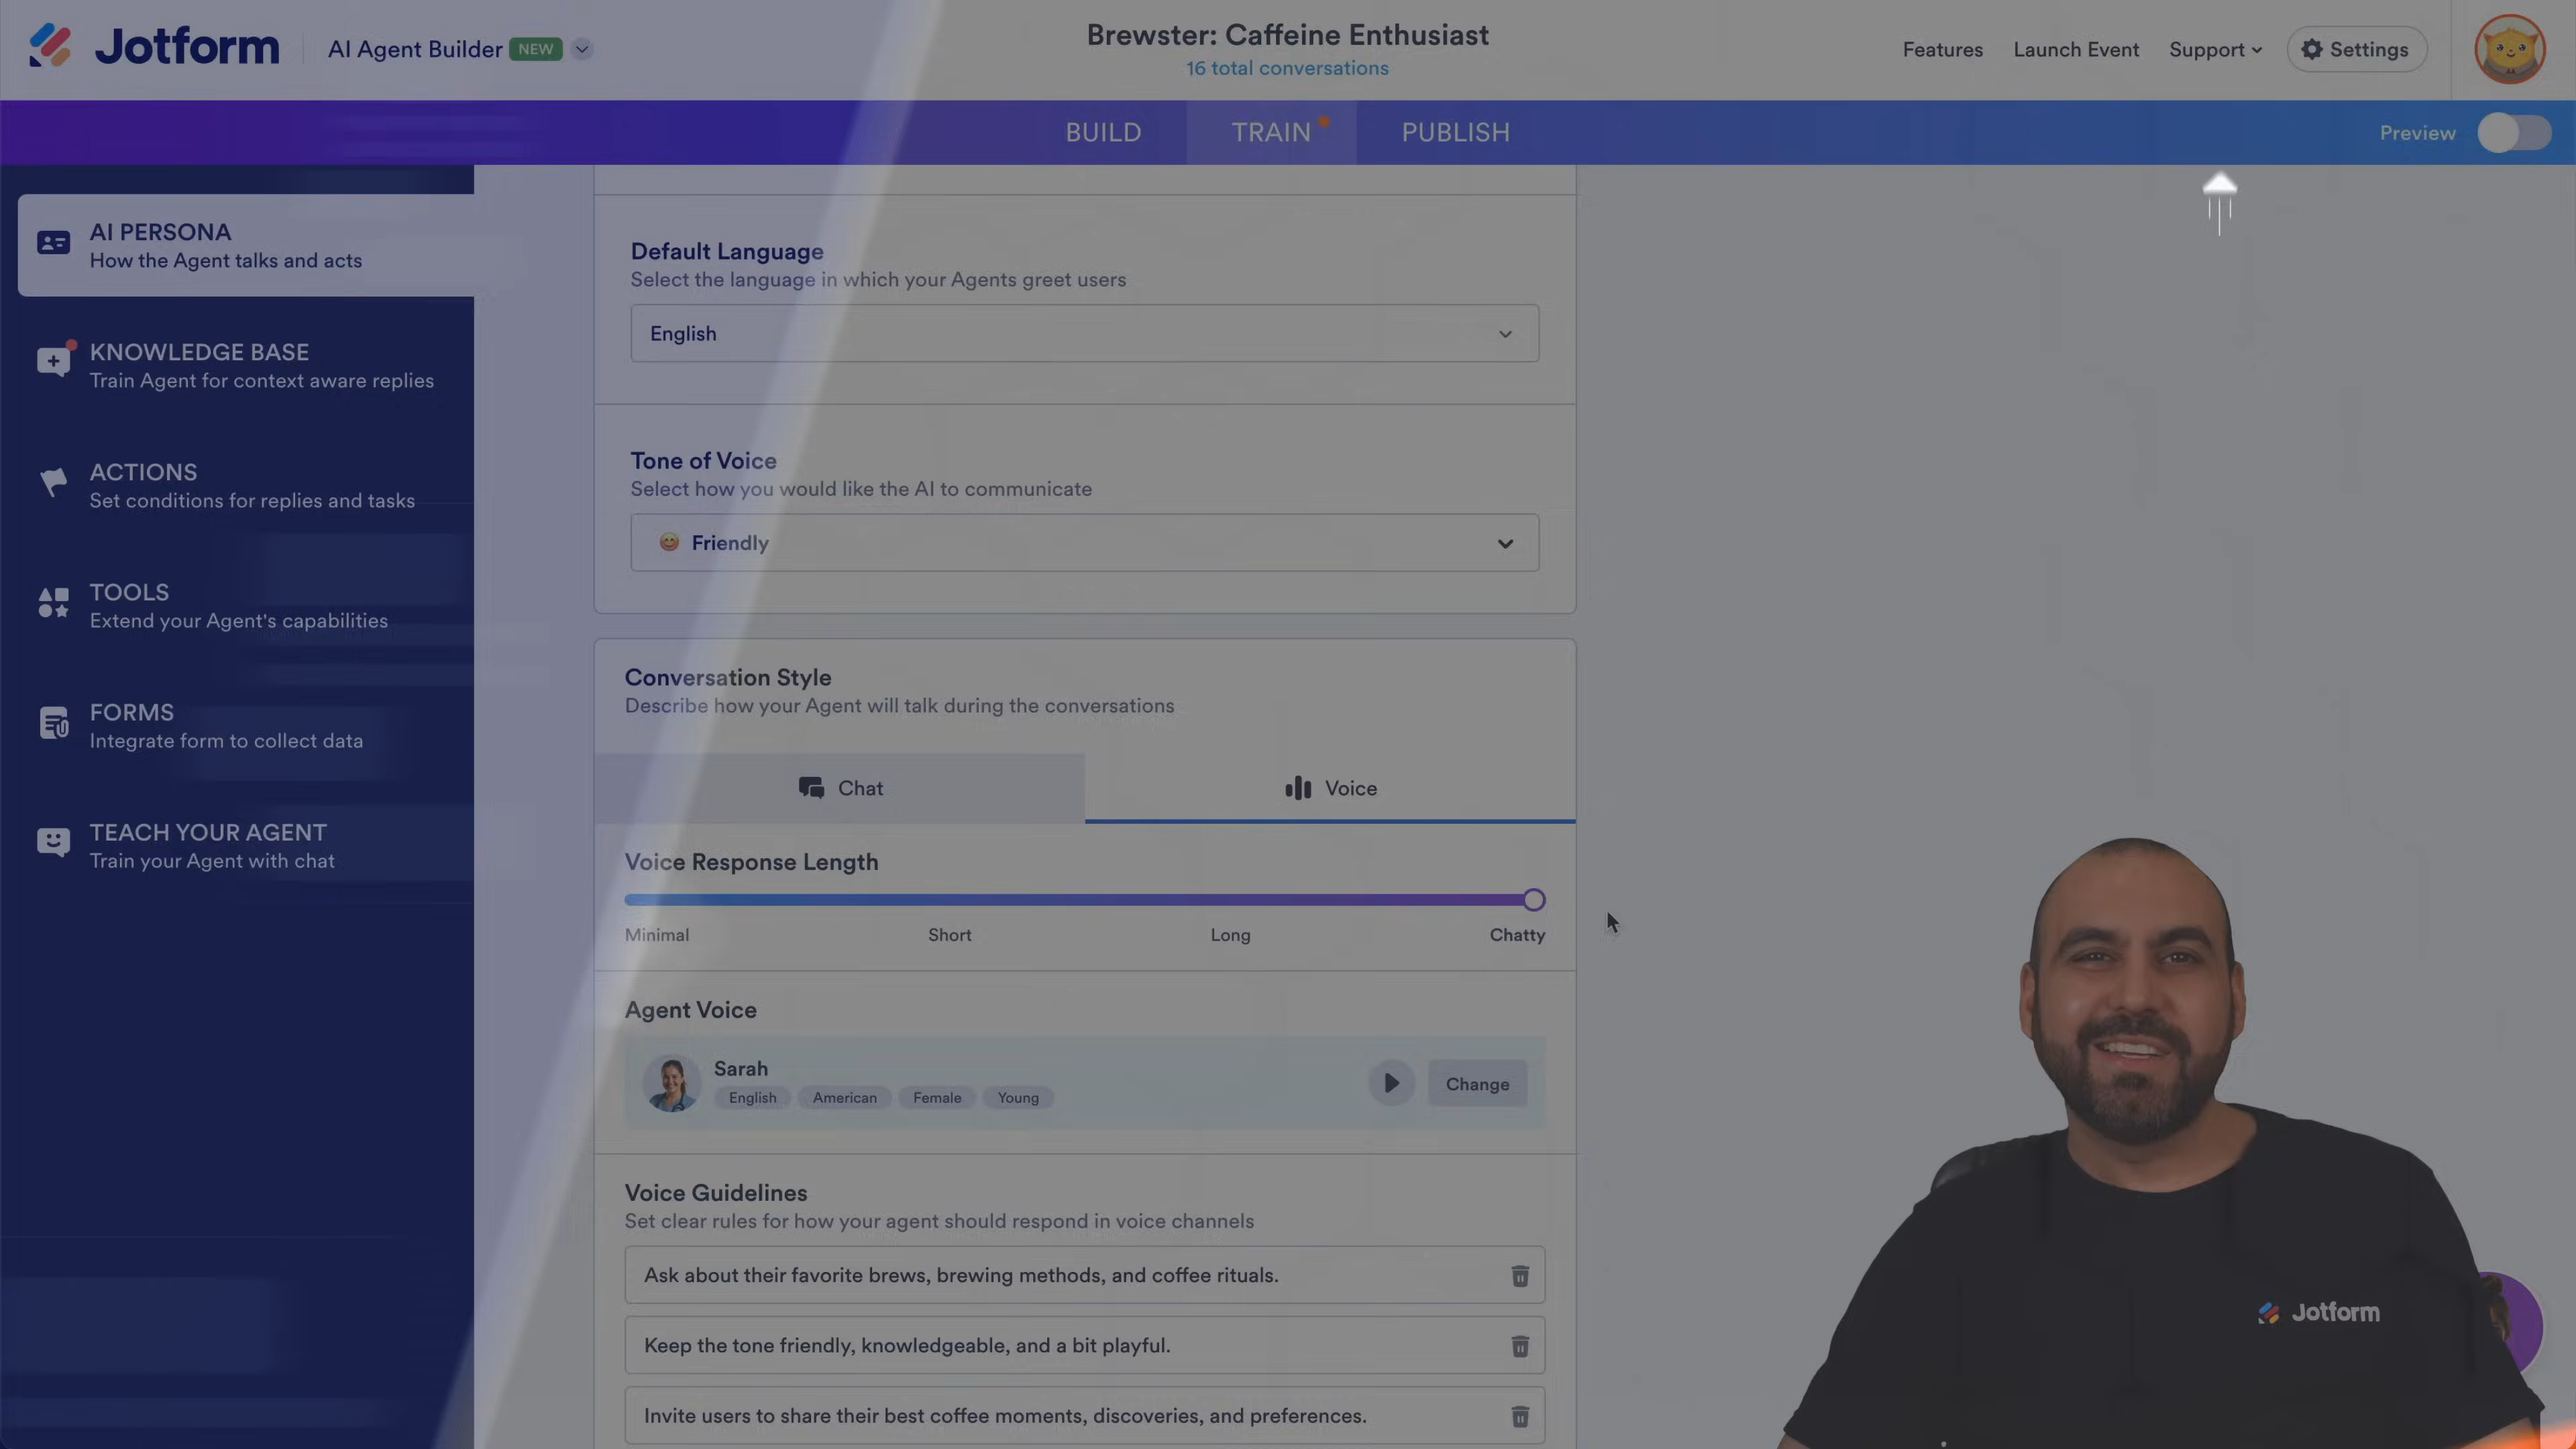 Jotform
AI Agent Builder NEW
Brewster: Caffeine Enthusiast
16 total conversations
Features
Launch Event
Support
Settings
BUILD
TRAIN
PUBLISH
Preview
AI PERSONA
How the Agent talks and acts
KNOWLEDGE BASE
Train Agent for context aware replies
ACTIONS
Set conditions for replies and tasks
TOOLS
Extend your Agent's capabilities
FORMS
Integrate form to collect data
TEACH YOUR AGENT
Train your Agent with chat
Default Language
Select the language in which your Agents greet users
English
Tone of Voice
Select how you would like the AI to communicate
Friendly
Conversation Style
Describe how your Agent will talk during the conversations
Chat
Voice
Voice Response Length
Minimal
Short
Long
Chatty
Agent Voice
Sarah
English
American
Female
Young
Change
Voice Guidelines
Set clear rules for how your agent should respond in voice channels
Ask about their favorite brews, brewing methods, and coffee rituals.
Keep the tone friendly, knowledgeable, and a bit playful.
Invite users to share their best coffee moments, discoveries, and preferences.
Jotform